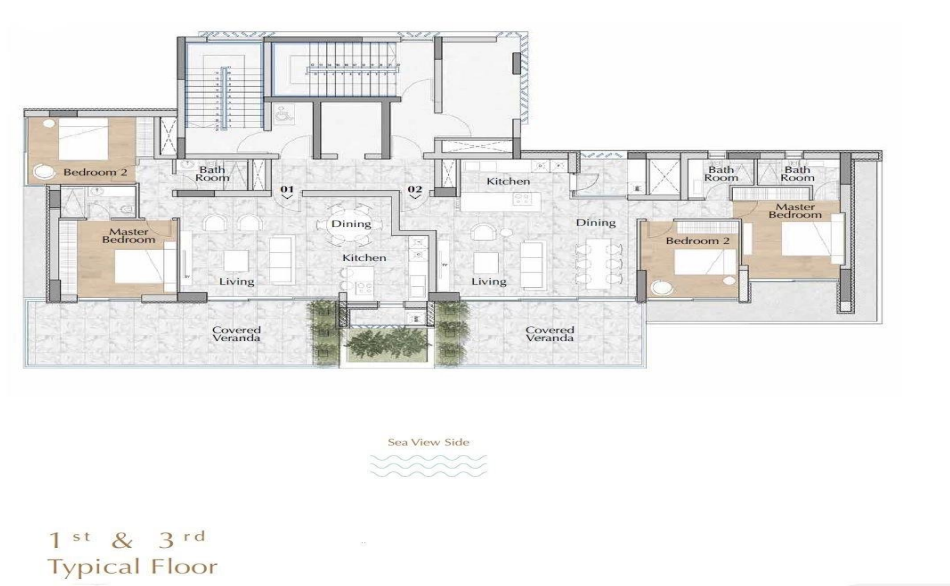 Bedroom 2
Bath
Room
Master
Bedroom
01
02
Dining
Kitchen
Living
Kitchen
Dining
Living
Bath
Room
Bath
Room
Master
Bedroom
Bedroom 2
Covered
Veranda
Covered
Veranda
Sea View Side
1st & 3rd
Typical Floor